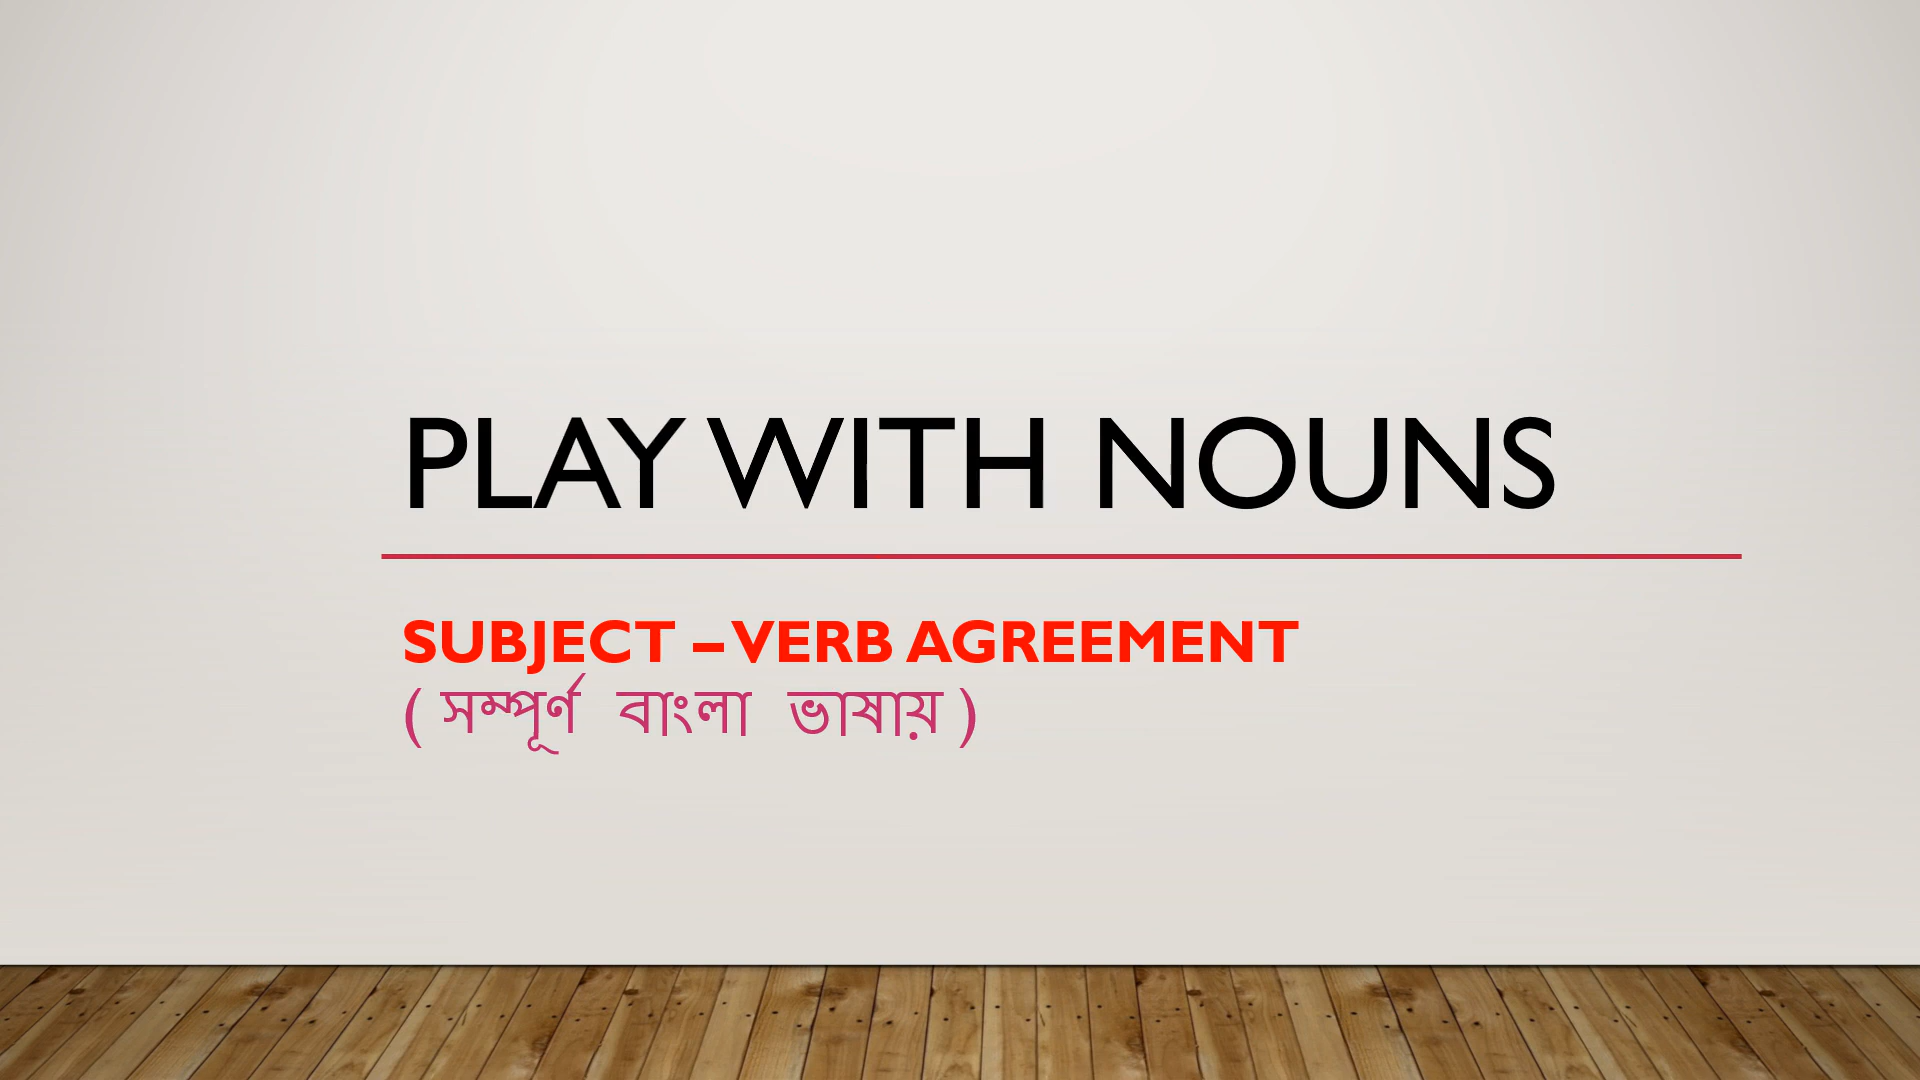 PLAY WITH NOUNS
SUBJECT – VERB AGREEMENT
( সম্পূর্ণ বাংলা ভাষায় )